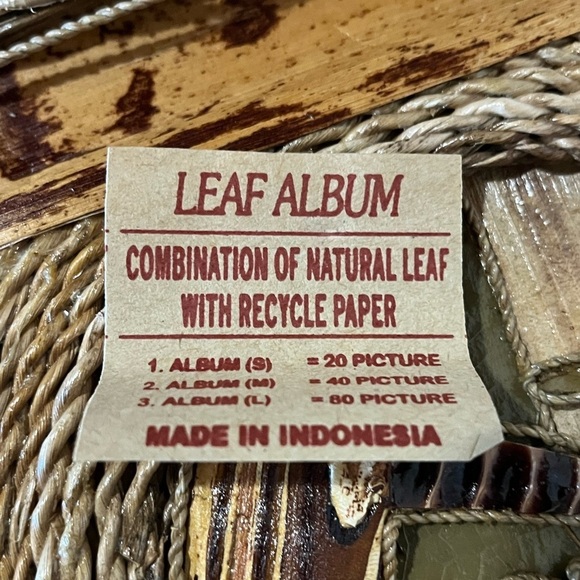 LEAF ALBUM
COMBINATION OF NATURAL LEAF
WITH RECYCLE PAPER
1. ALBUM (S) = 20 PICTURE
2. ALBUM (M) = 40 PICTURE
3. ALBUM (L) = 80 PICTURE
MADE IN INDONESIA